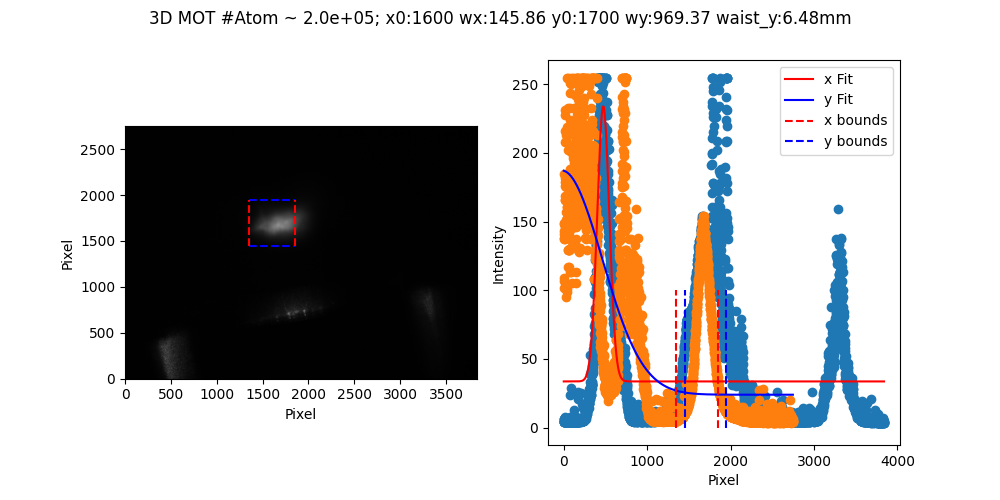 3D MOT #Atom ~ 2.0e+05; x0:1600 wx:145.86 y0:1700 wy:969.37 waist_y:6.48mm
Pixel
2500
2000
1500
1000
500
0
0 500 1000 1500 2000 2500 3000 3500
Pixel
Intensity
250
200
150
100
50
0
0 1000 2000 3000 4000
Pixel
x Fit
y Fit
x bounds
y bounds